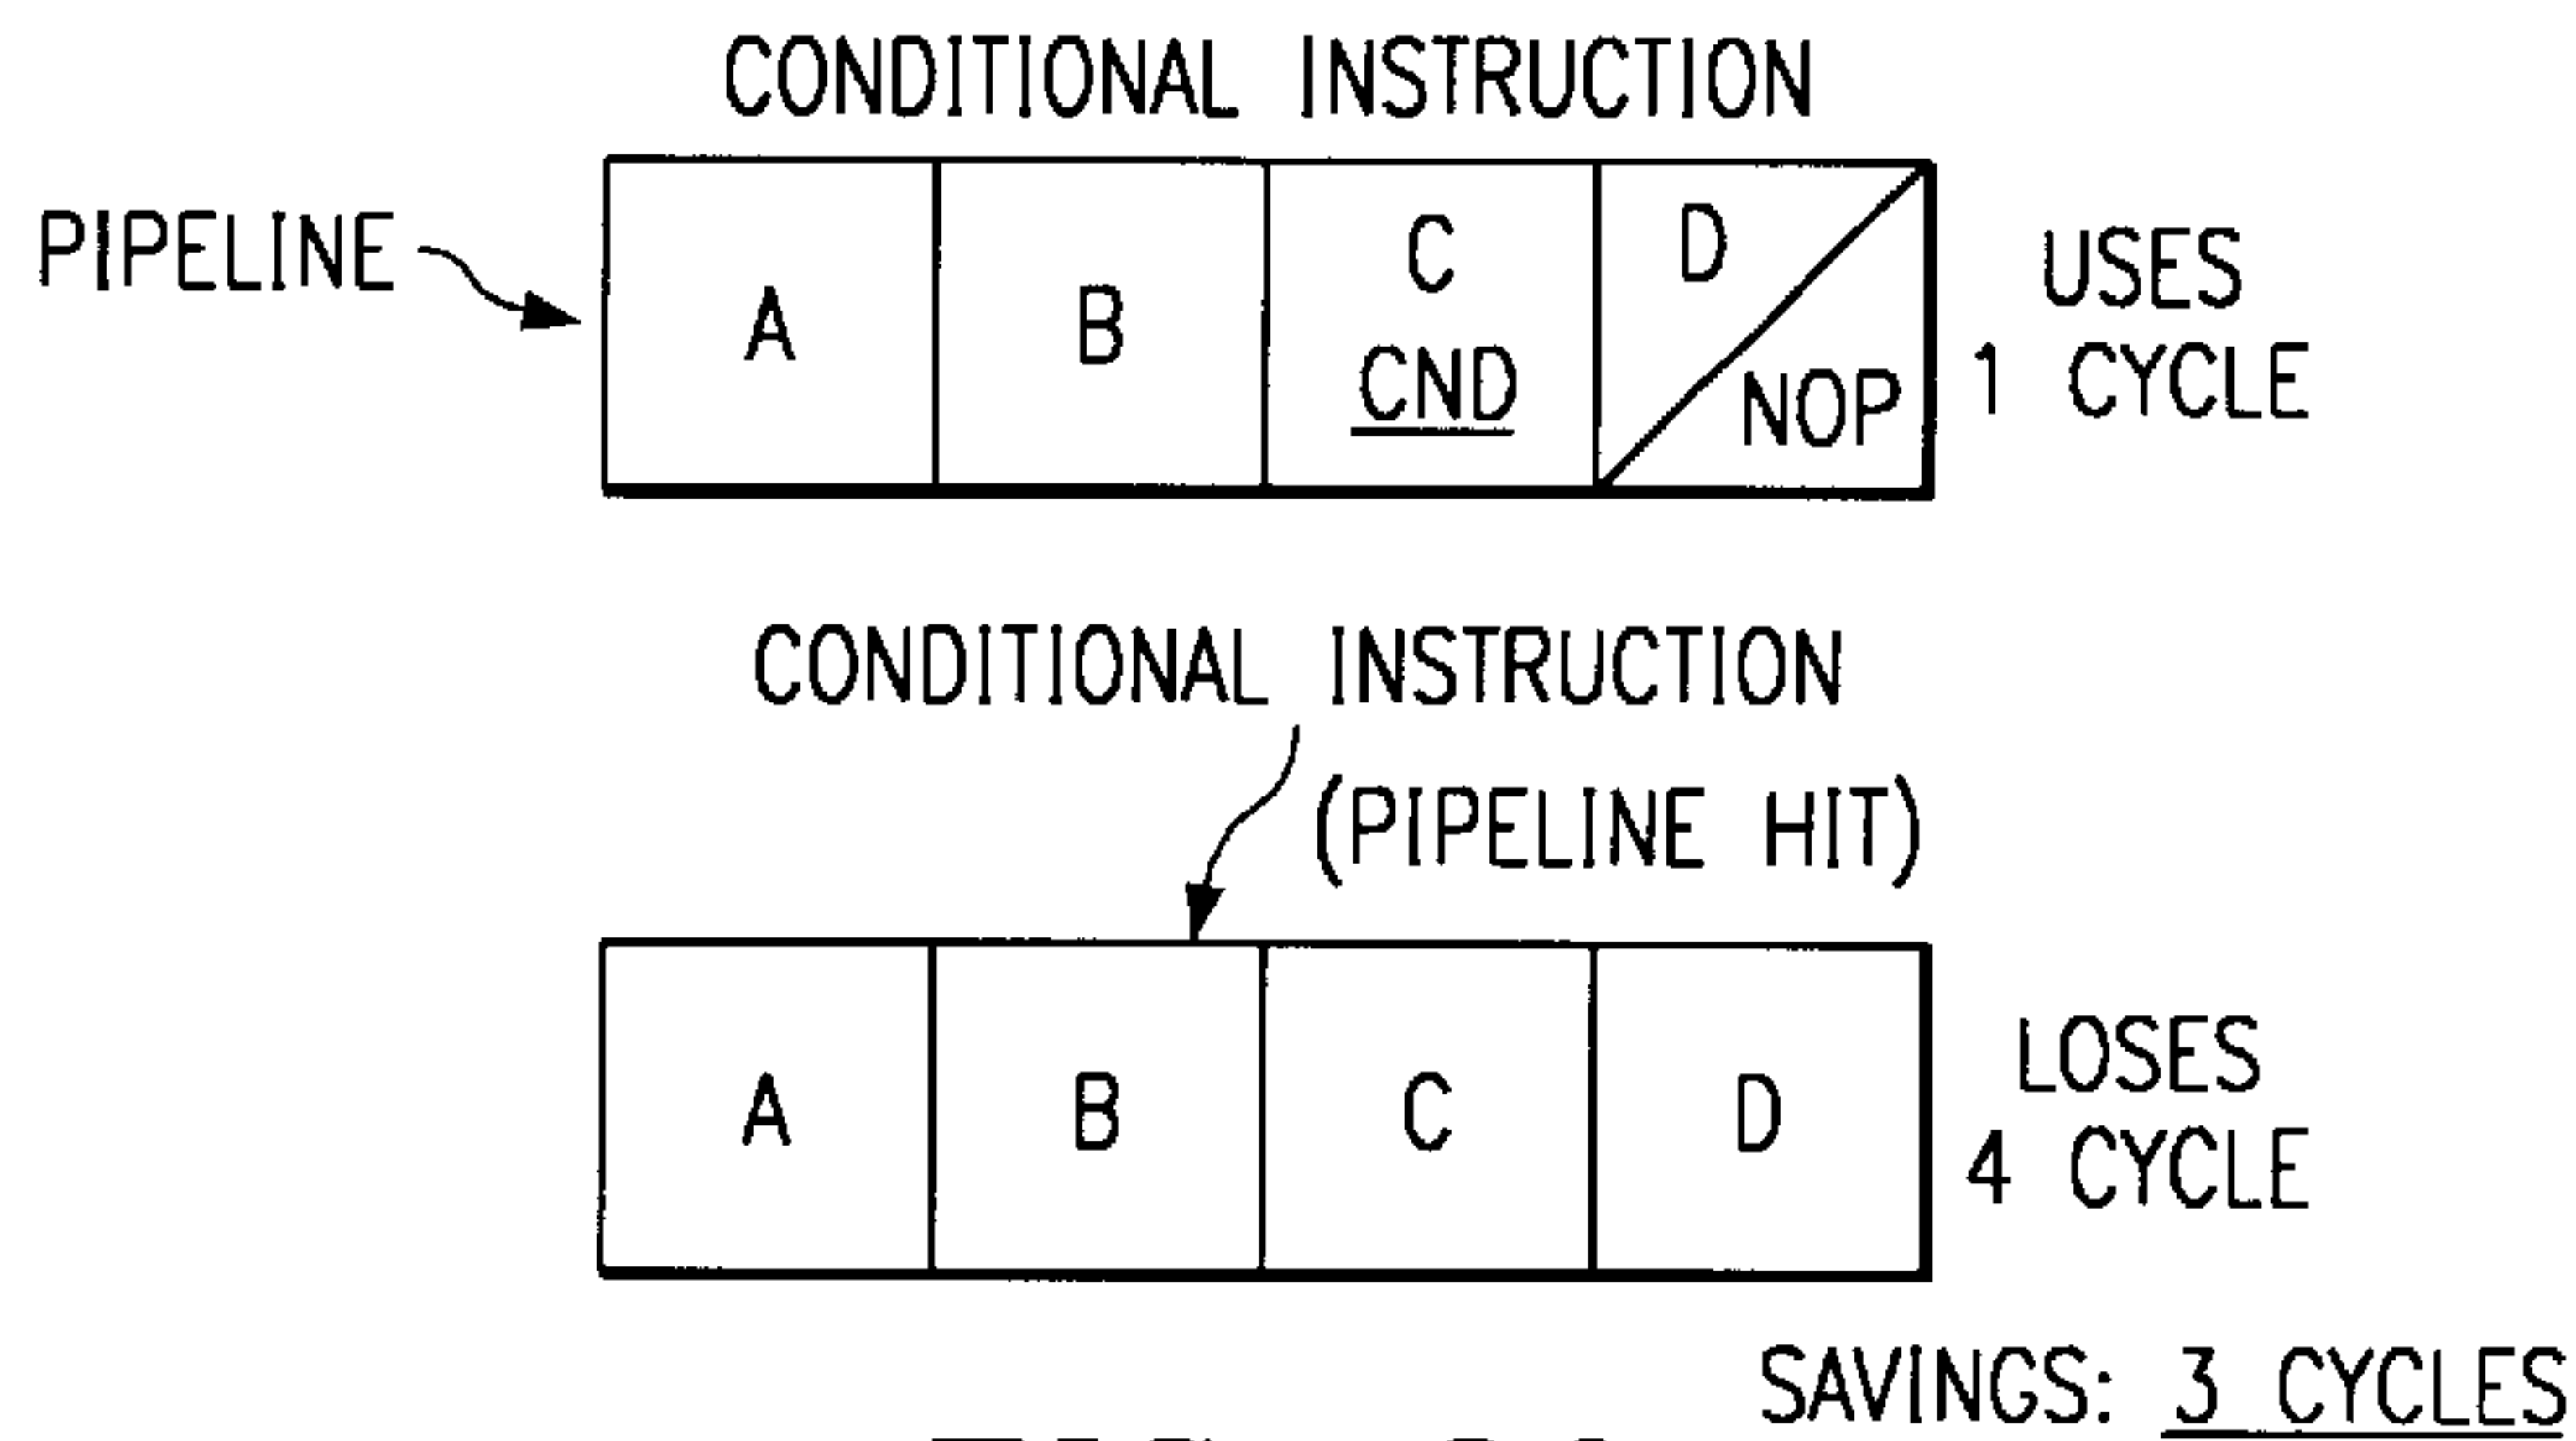 CONDITIONAL INSTRUCTION
PIPELINE
A
B
C
CND
D
NOP
USES
1 CYCLE
CONDITIONAL INSTRUCTION
(PIPELINE HIT)
A
B
C
D
LOSES
4 CYCLE
SAVINGS: 3 CYCLES